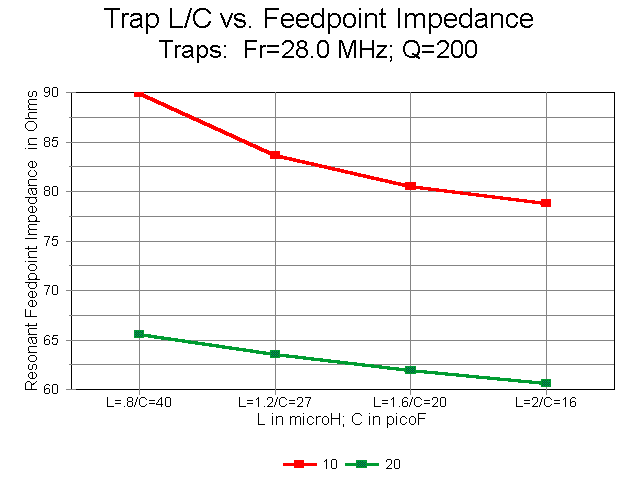 Trap L/C vs. Feedpoint Impedance
Traps:  Fr=28.0 MHz; Q=200
Resonant Feedpoint Impedance  in Ohms
90
85
80
75
70
65
60
L=.8/C=40
L=1.2/C=27
L=1.6/C=20
L=2/C=16
L in microH; C in picoF
10
20